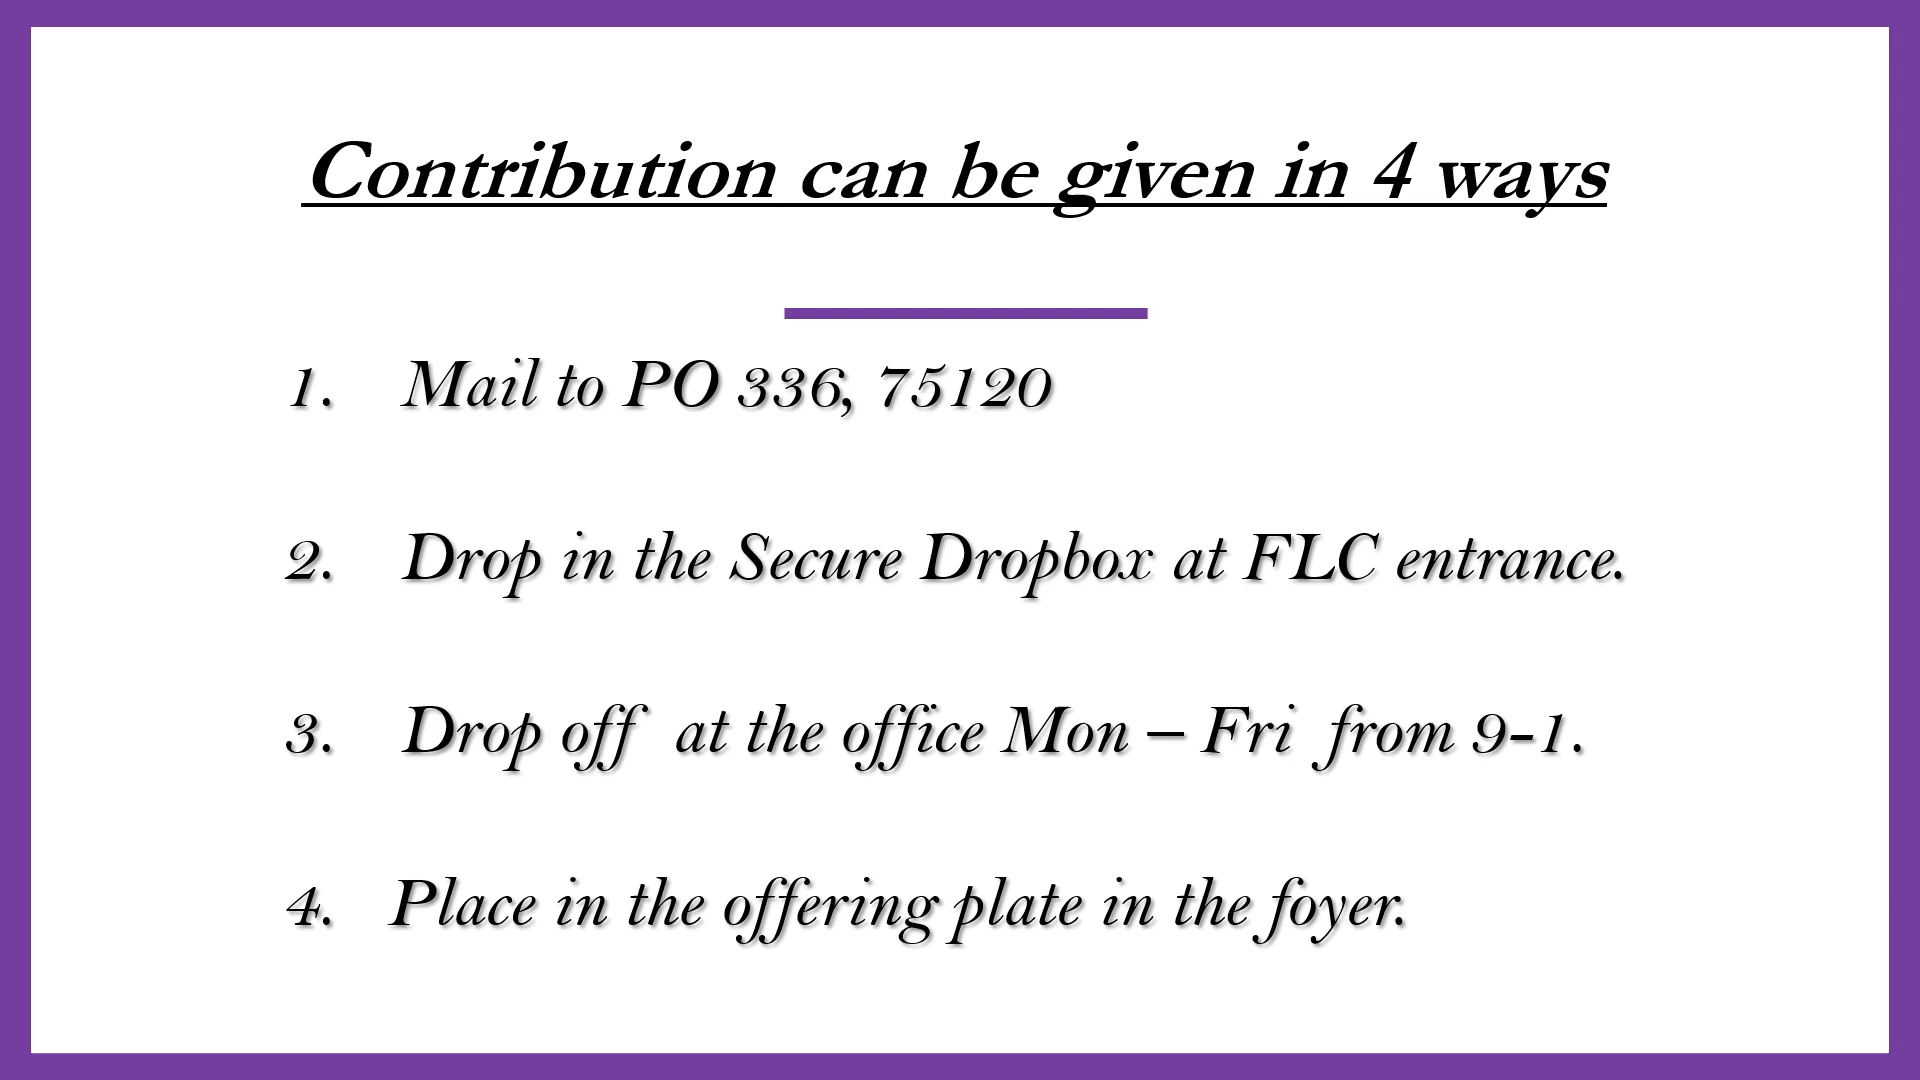 Contribution can be given in 4 ways
1. Mail to PO 336, 75120
2. Drop in the Secure Dropbox at FLC entrance.
3. Drop off at the office Mon – Fri from 9-1.
4. Place in the offering plate in the foyer.